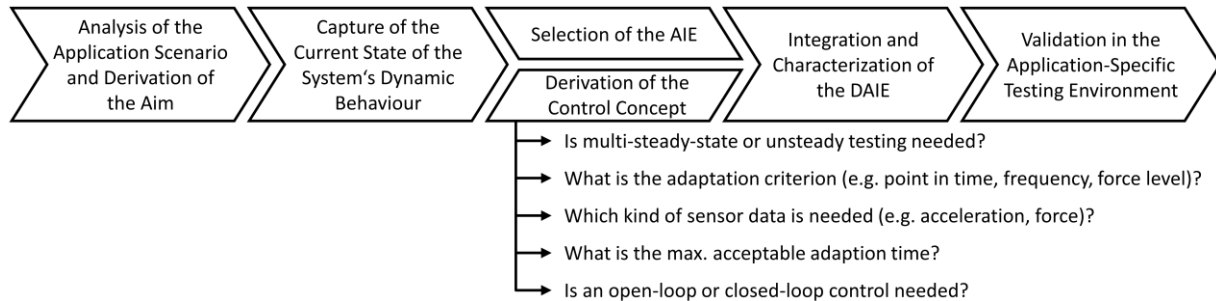 Analysis of the
Application Scenario
and Derivation of
the Aim
Capture of the
Current State of the
System‘s Dynamic
Behaviour
Selection of the AIE
Derivation of the
Control Concept
Integration and
Characterization of
the DAIE
Validation in the
Application-Specific
Testing Environment
Is multi-steady-state or unsteady testing needed?
What is the adaptation criterion (e.g. point in time, frequency, force level)?
Which kind of sensor data is needed (e.g. acceleration, force)?
What is the max. acceptable adaption time?
Is an open-loop or closed-loop control needed?